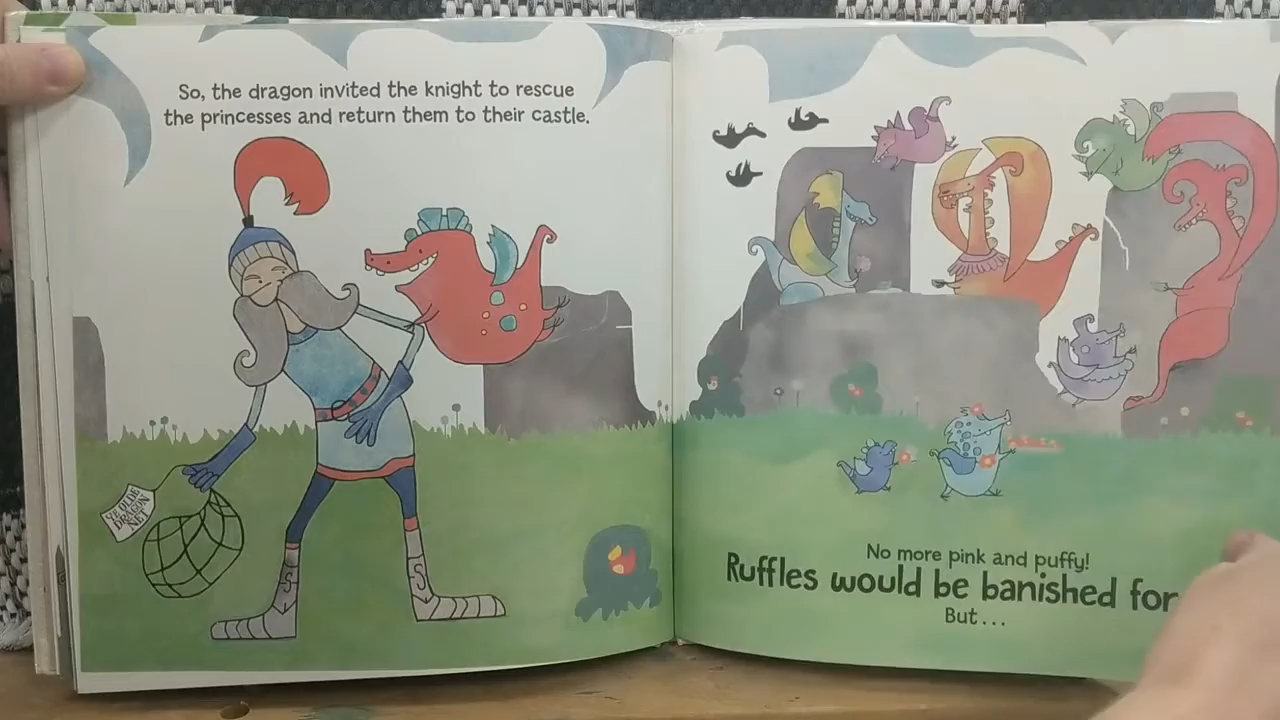 So, the dragon invited the knight to rescue
the princesses and return them to their castle.
YE OLDE
DRAGON
NET
No more pink and puffy!
Ruffles would be banished for
But...